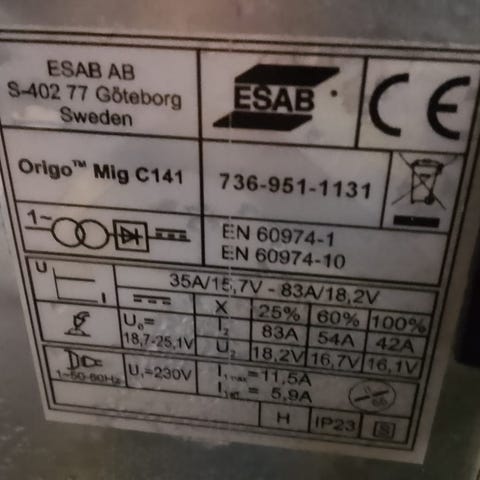 ESAB AB
S-402 77 Göteborg
Sweden
ESAB
CE
Origo™ Mig C141
736-951-1131
1~
EN 60974-1
EN 60974-10
U
I
35A/15,7V - 83A/18,2V
X 25% 60% 100%
U₀=
18,7-25,1V
I₂ 83A 54A 42A
U₂ 18,2V 16,7V 16,1V
1~50-60Hz
U₁=230V
I₁max=11,5A
I₁eff=5,9A
H IP23 S